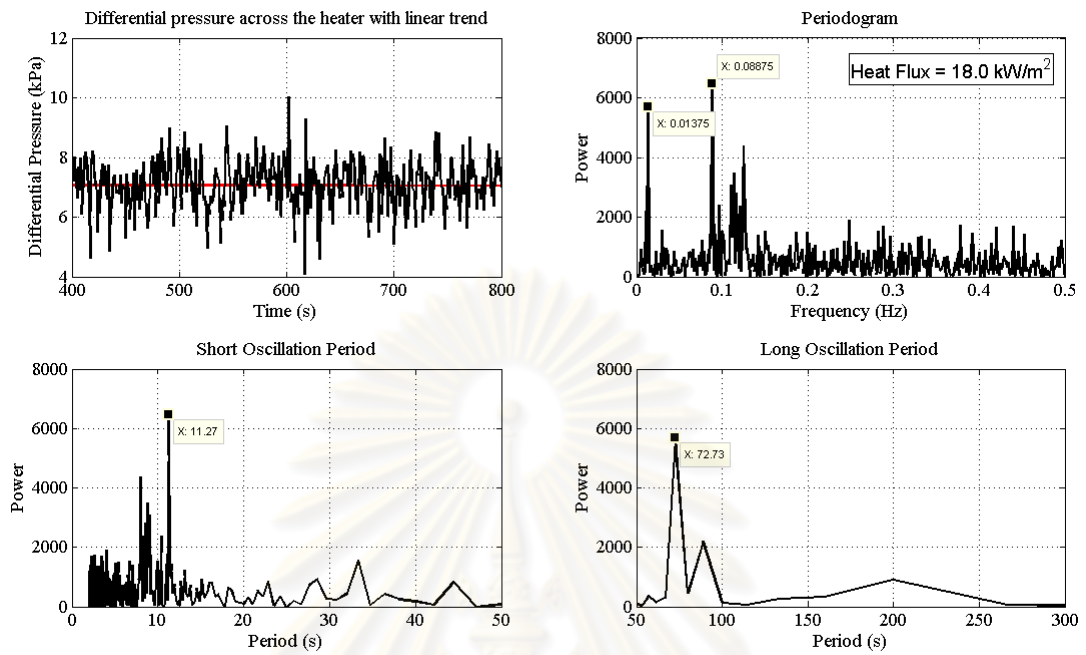 Differential pressure across the heater with linear trend
12
10
8
6
4
Differential Pressure (kPa)
400
500
600
700
800
Time (s)
Periodogram
8000
6000
4000
2000
0
Power
X: 0.08875
X: 0.01375
Heat Flux = 18.0 kW/m²
0
0.1
0.2
0.3
0.4
0.5
Frequency (Hz)
Short Oscillation Period
8000
6000
4000
2000
0
Power
X: 11.27
0
10
20
30
40
50
Period (s)
Long Oscillation Period
8000
6000
4000
2000
0
Power
X: 72.73
50
100
150
200
250
300
Period (s)